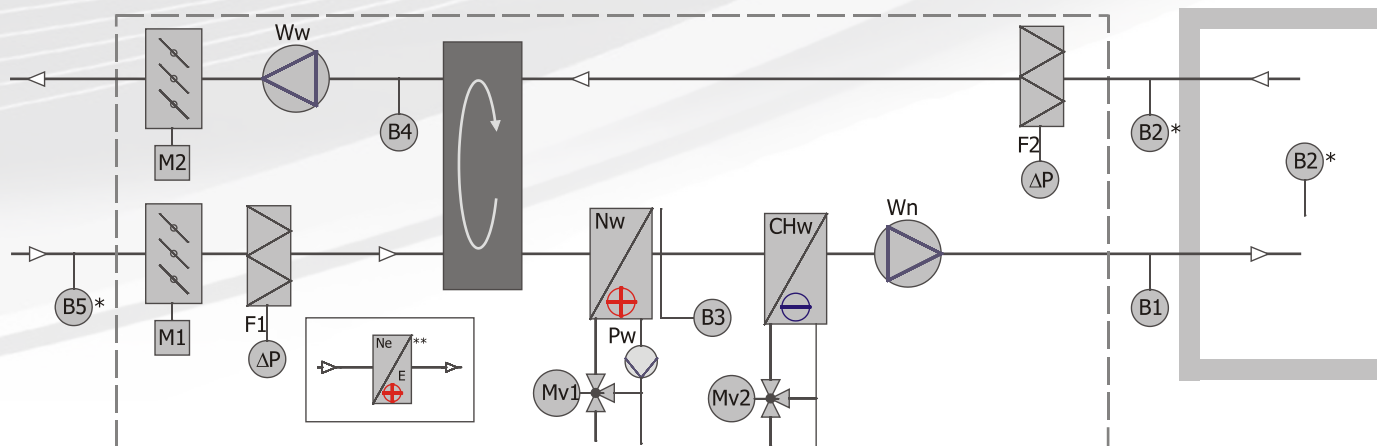 Ww
B4
M2
F2
ΔP
B2*
B2*
B5*
M1
F1
ΔP
Ne **
E
Nw
B3
Pw
Mv1
CHw
Mv2
Wn
B1